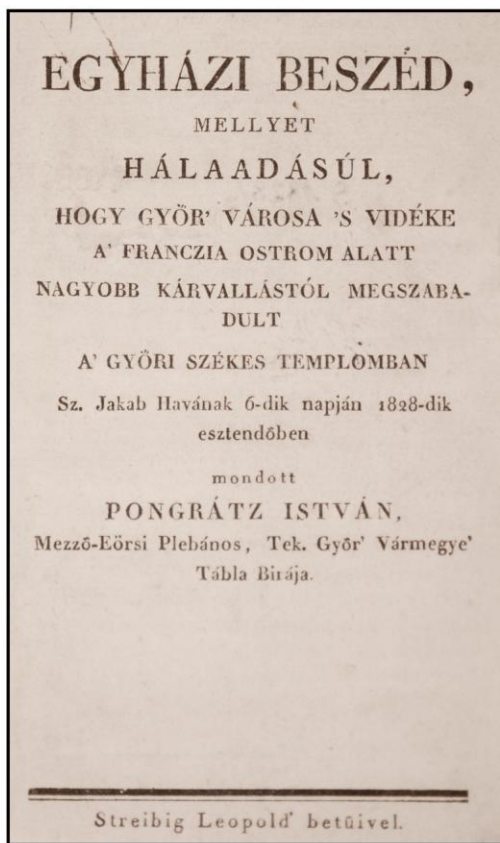 EGYHÁZI BESZÉD,
MELLYET
HÁLAADÁSÚL,
HOGY GYŐR' VÁROSA 'S VIDÉKE
A' FRANCZIA OSTROM ALATT
NAGYOBB KÁRVALLÁSTÓL MEGSZABA-
DULT
A' GYŐRI SZÉKES TEMPLOMBAN
Sz. Jakab Havának 6-dik napján 1828-dik
esztendőben
mondott
PONGRÁTZ ISTVÁN,
Mezző-Eörsi Plebános, Tek. Győr' Vármegye'
Tábla Birája.
Streibig Leopold' betűivel.